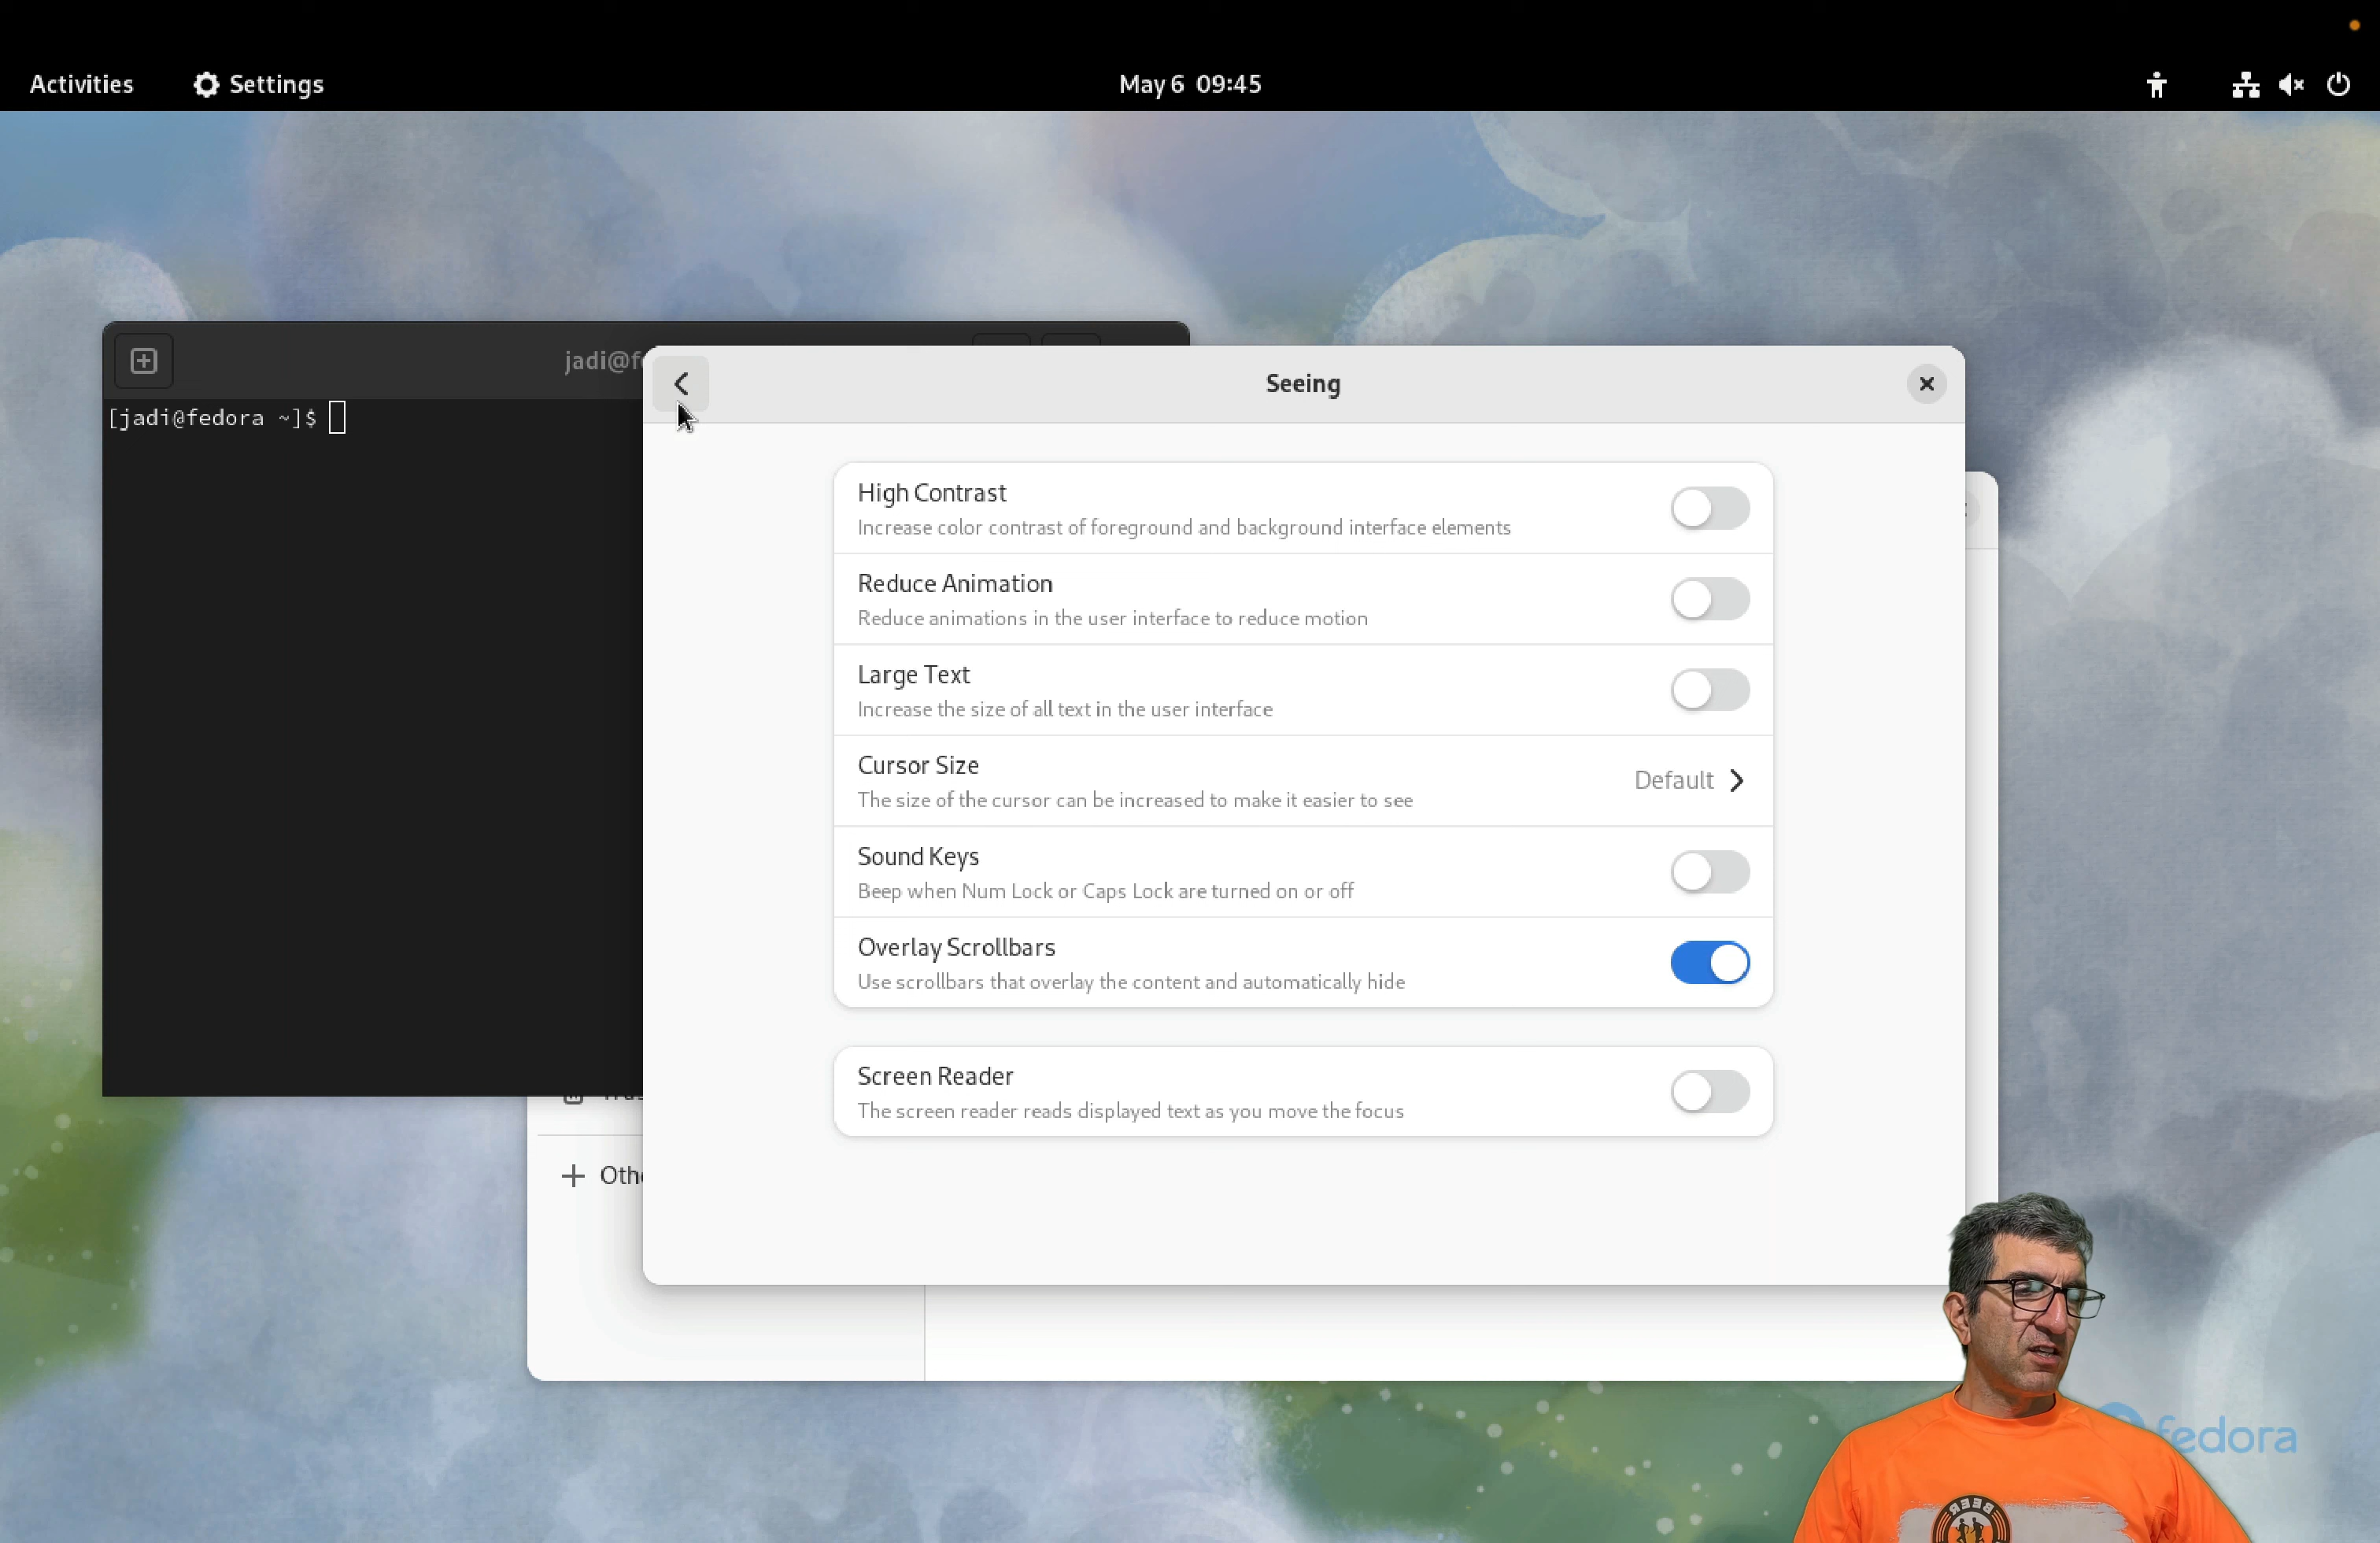 Activities
Settings
May 6 09:45
jadi@f
[jadi@fedora ~]$
Seeing
High Contrast
Increase color contrast of foreground and background interface elements
Reduce Animation
Reduce animations in the user interface to reduce motion
Large Text
Increase the size of all text in the user interface
Cursor Size
The size of the cursor can be increased to make it easier to see
Default
Sound Keys
Beep when Num Lock or Caps Lock are turned on or off
Overlay Scrollbars
Use scrollbars that overlay the content and automatically hide
Screen Reader
The screen reader reads displayed text as you move the focus
Oth
fedora
BEER